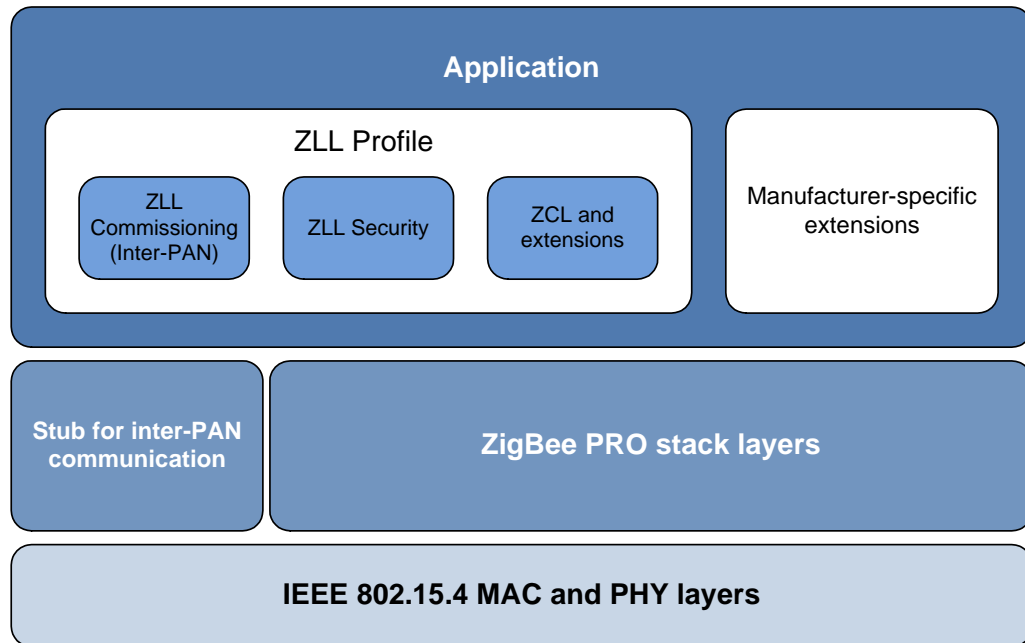 Application
ZLL Profile
ZLL
Commissioning
(Inter-PAN)
ZLL Security
ZCL and
extensions
Manufacturer-specific
extensions
Stub for inter-PAN
communication
ZigBee PRO stack layers
IEEE 802.15.4 MAC and PHY layers